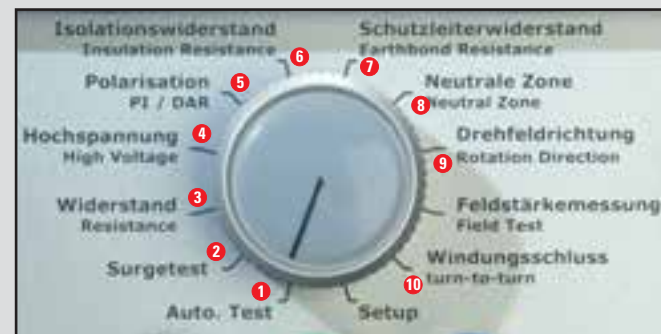 Isolationswiderstand
Insulation Resistance
Schutzleiterwiderstand
Earthbond Resistance
6
7
Polarisation
PI / DAR
5
Neutrale Zone
Neutral Zone
8
Hochspannung
High Voltage
4
Drehfeldrichtung
Rotation Direction
9
Widerstand
Resistance
3
Feldstärkemessung
Field Test
Surgetest
2
Windungsschluss
turn-to-turn
10
Auto. Test
1
Setup